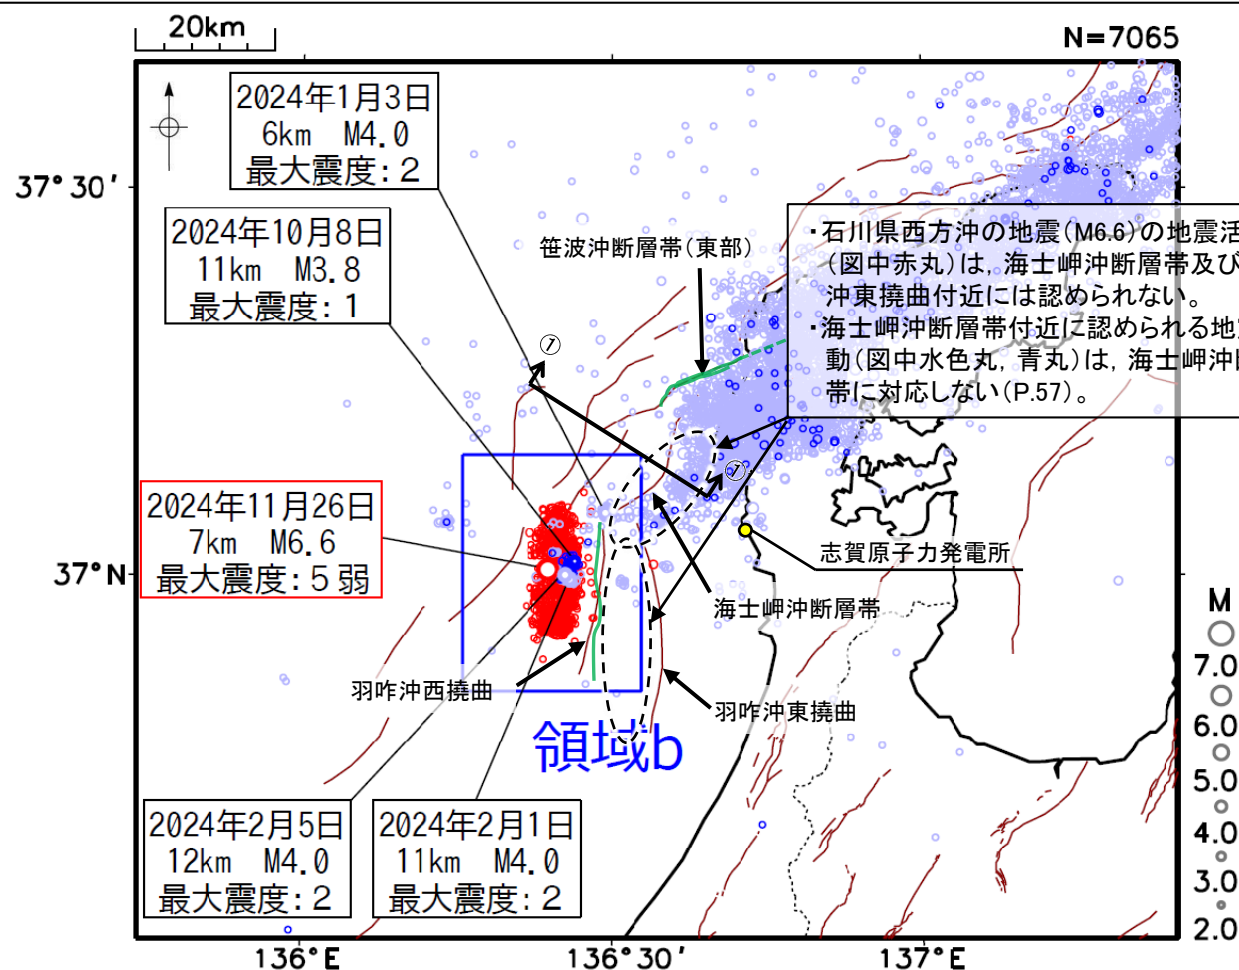 20km
N=7065
2024年1月3日
6km M4.0
最大震度：2
37°30′
2024年10月8日
11km M3.8
最大震度：1
笹波沖断層帯（東部）
・石川県西方沖の地震（M6.6）の地震活
（図中赤丸）は，海士岬沖断層帯及び
沖東撓曲付近には認められない。
・海士岬沖断層帯付近に認められる地
動（図中水色丸，青丸）は，海士岬沖
帯に対応しない（P.57）。
①
①
2024年11月26日
7km M6.6
最大震度：５弱
37°N
志賀原子力発電所
海士岬沖断層帯
羽咋沖西撓曲
羽咋沖東撓曲
領域b
2024年2月5日
12km M4.0
最大震度：2
2024年2月1日
11km M4.0
最大震度：2
M
7.0
6.0
5.0
4.0
3.0
2.0
136°E
136°30′
137°E